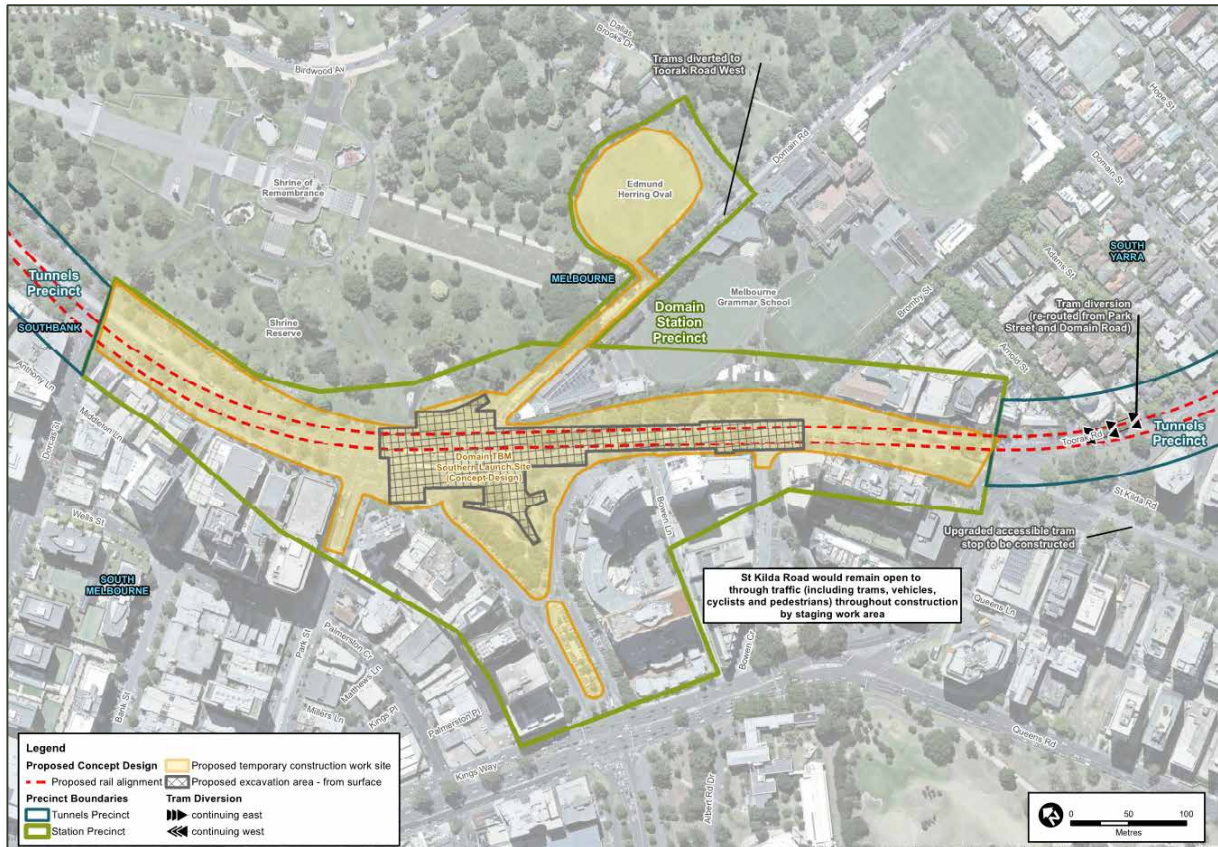 Dallas
Brooks Dr
Trams diverted to
Toorak Road West
Birdwood Av
Hope St
Domain Rd
Domain St
Edmund
Herring Oval
Shrine of
Remembrance
SOUTH
YARRA
Adams St
Tunnels
Precinct
MELBOURNE
Melbourne
Grammar School
Bromby St
Tram diversion
(re-routed from Park
Street and Domain Road)
SOUTHBANK
Shrine
Reserve
Domain
Station
Precinct
Arnold St
Anthony Ln
Dorcas St
Middleton Ln
Toorak Rd
Tunnels
Precinct
Domain TBM
Southern Launch Site
(Concept Design)
Bowen Ln
St Kilda Rd
Wells St
Upgraded accessible tram
stop to be constructed
SOUTH
MELBOURNE
St Kilda Road would remain open to
through traffic (including trams, vehicles,
cyclists and pedestrians) throughout construction
by staging work area
Queens Ln
Park St
Palmerston Cr
Matthews Ln
Bowen Cr
Bank St
Millers Ln
Kings Pl
Palmerston Pl
Queens Rd
Kings Way
Albert Rd Dr
Legend
Proposed Concept Design
Proposed rail alignment
Proposed temporary construction work site
Proposed excavation area - from surface
Precinct Boundaries
Tunnels Precinct
Station Precinct
Tram Diversion
continuing east
continuing west
0 50 100
Metres